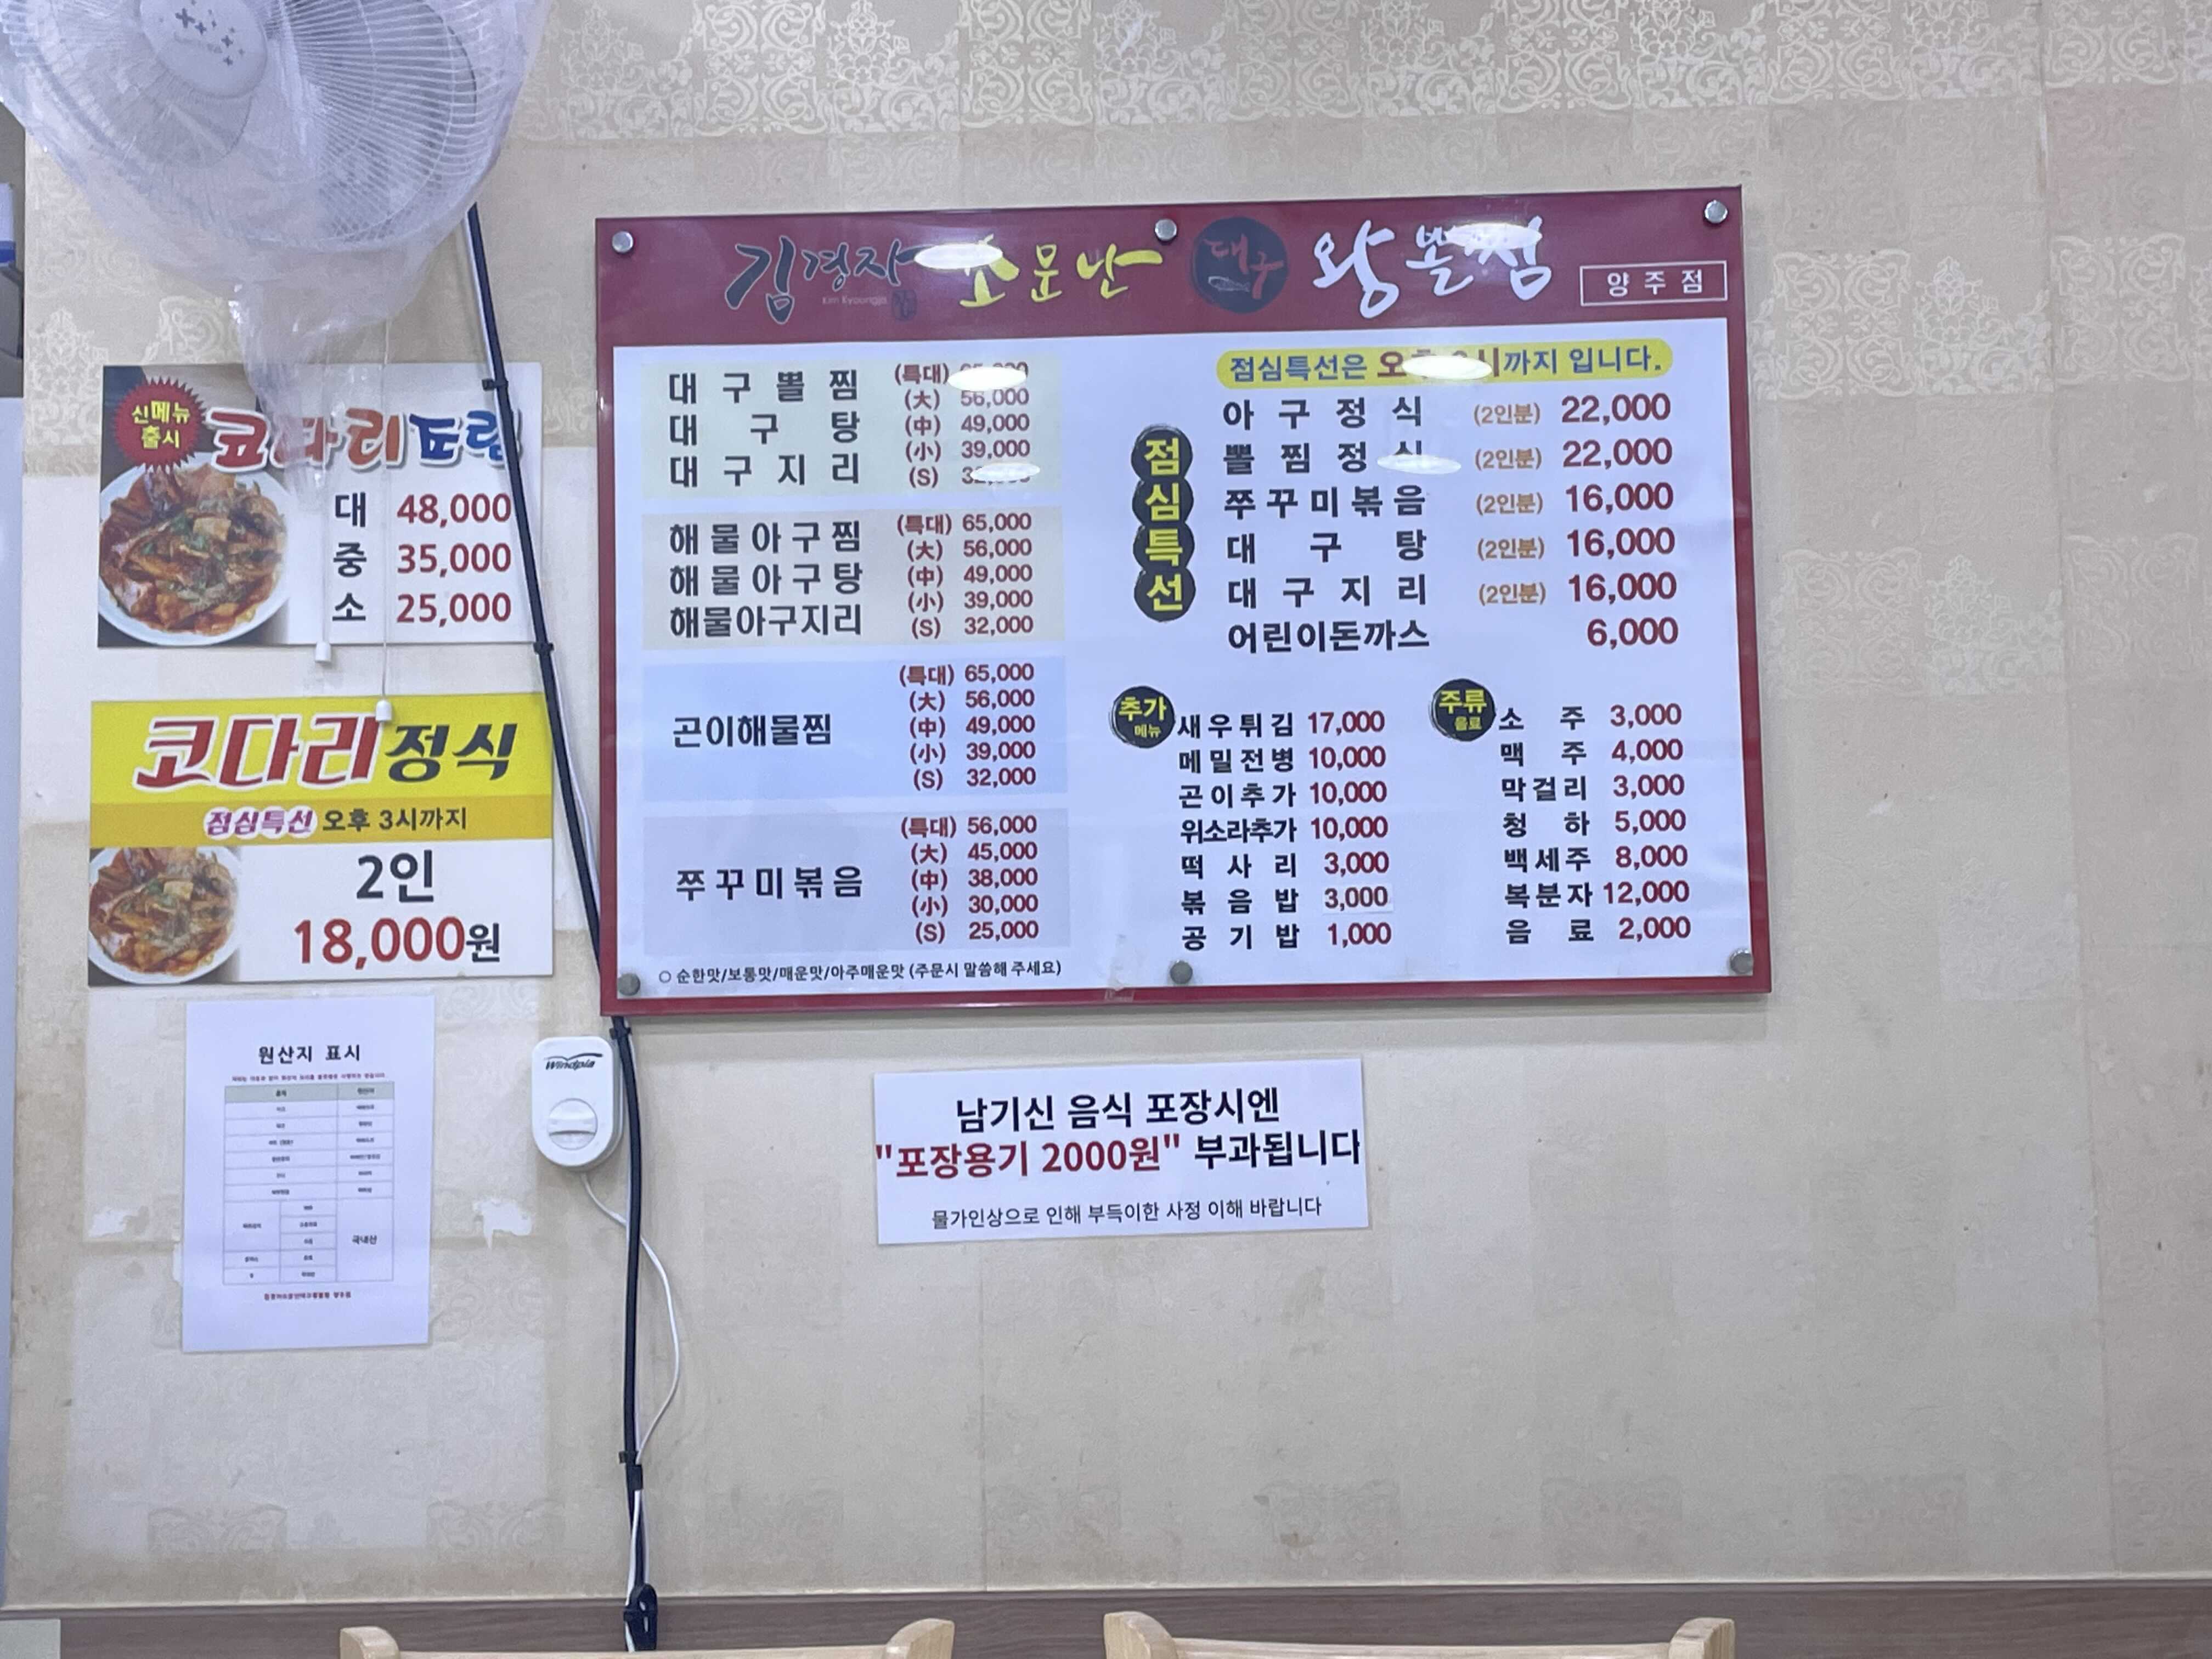 신메뉴
출시
코다리
대 48,000
중 35,000
소 25,000
코다리정식
점심특선 오후 3시까지
2인
18,000원
원산지 표시
국내산
Windpia
김경자 소문난 대구 왕뽈찜 양주점
Kim Kyoungja
대구뽈찜
대구탕
대구지리
(특대)
(大) 56,000
(中) 49,000
(小) 39,000
(S)
해물아구찜
해물아구탕
해물아구지리
(특대) 65,000
(大) 56,000
(中) 49,000
(小) 39,000
(S) 32,000
곤이해물찜
(특대) 65,000
(大) 56,000
(中) 49,000
(小) 39,000
(S) 32,000
쭈꾸미볶음
(특대) 56,000
(大) 45,000
(中) 38,000
(小) 30,000
(S) 25,000
○ 순한맛/보통맛/매운맛/아주매운맛 (주문시 말씀해 주세요)
점심특선은 까지 입니다.
점심특선
아구정식 (2인분) 22,000
뽈찜정식 (2인분) 22,000
쭈꾸미볶음 (2인분) 16,000
대구탕 (2인분) 16,000
대구지리 (2인분) 16,000
어린이돈까스 6,000
추가
메뉴
새우튀김 17,000
메밀전병 10,000
곤이추가 10,000
위소라추가 10,000
떡사리 3,000
볶음밥 3,000
공기밥 1,000
주류
음료
소주 3,000
맥주 4,000
막걸리 3,000
청하 5,000
백세주 8,000
복분자 12,000
음료 2,000
남기신 음식 포장시엔
"포장용기 2000원" 부과됩니다
물가인상으로 인해 부득이한 사정 이해 바랍니다